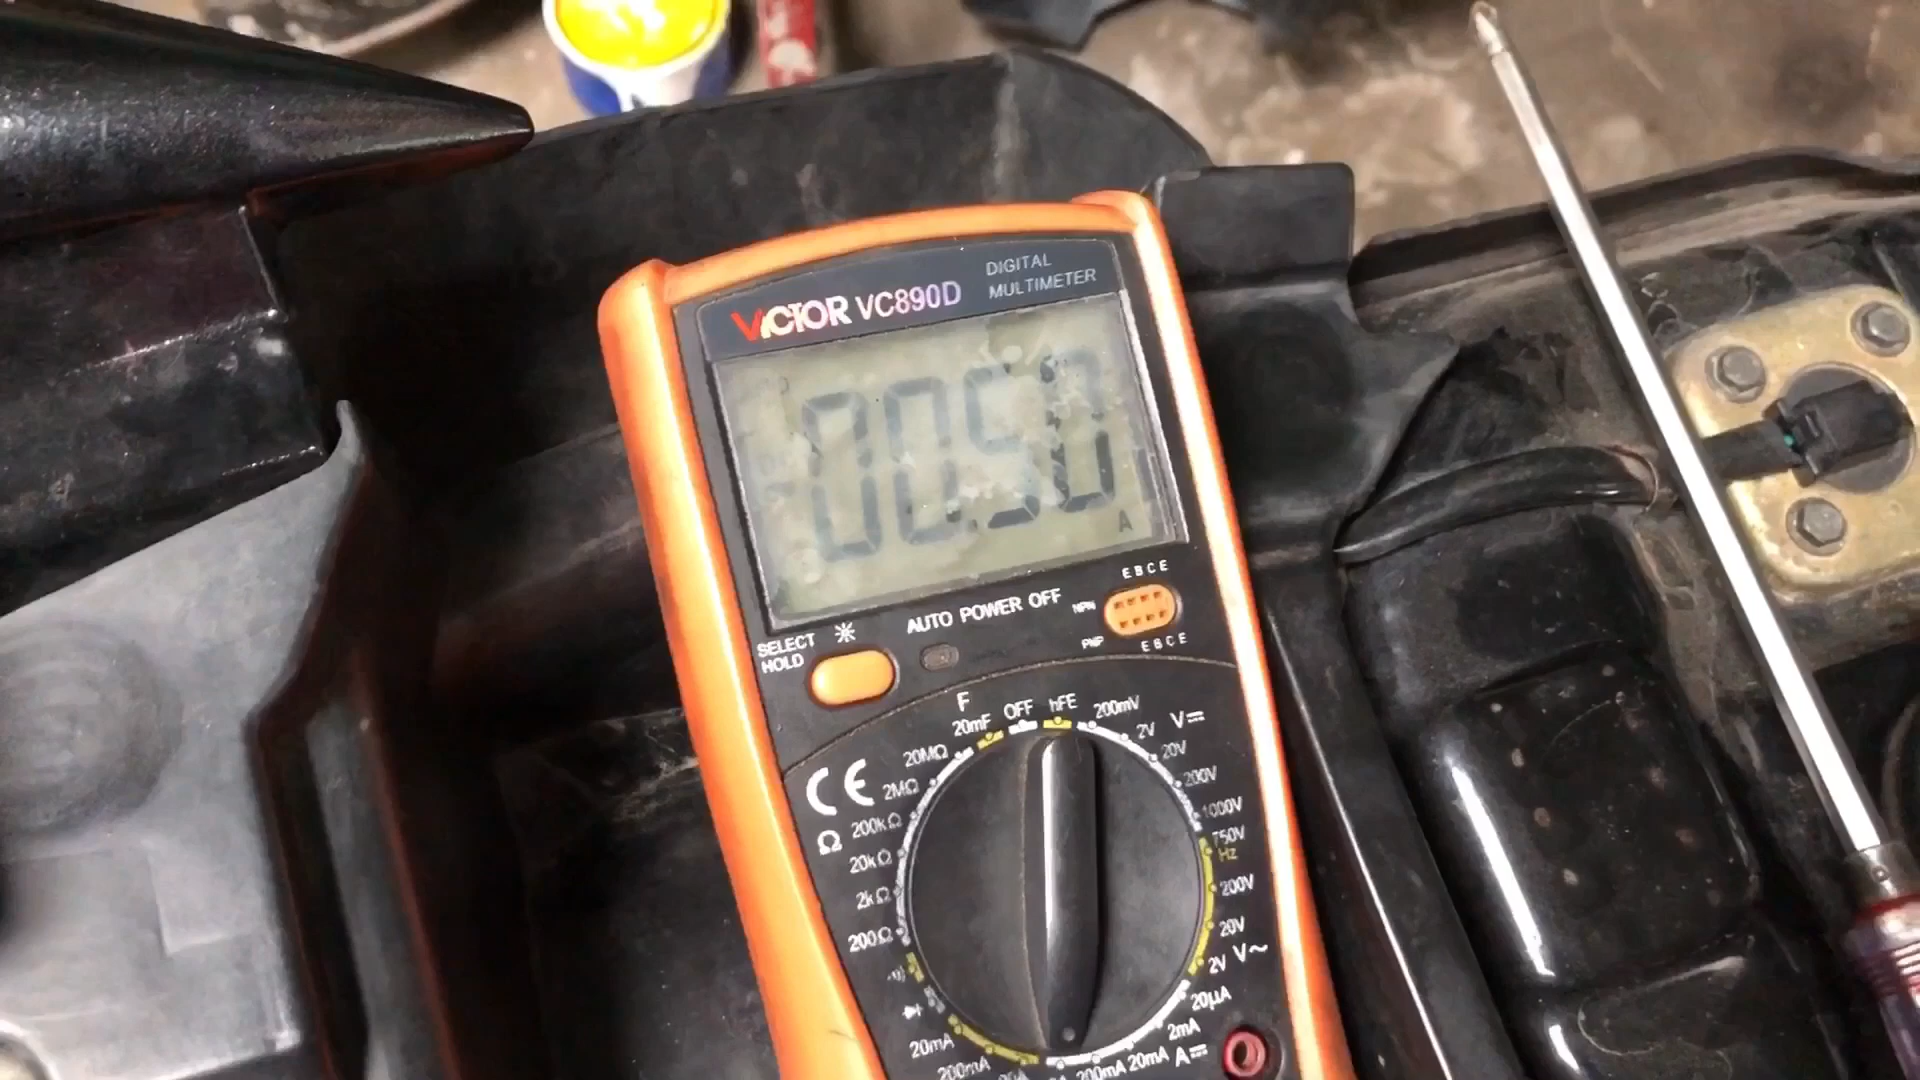 VICTOR VC890D
DIGITAL
MULTIMETER
00.50
A
SELECT
HOLD
AUTO POWER OFF
E B C E
NPN
PNP
E B C E
F
20mF
OFF
hFE
200mV
2V
V
20V
200V
1000V
750V
Hz
200V
20V
2V
V~
20µA
2mA
A
20mA
200mA
20MΩ
2MΩ
CE
Ω
200kΩ
20kΩ
2kΩ
200Ω
20mA
200mA